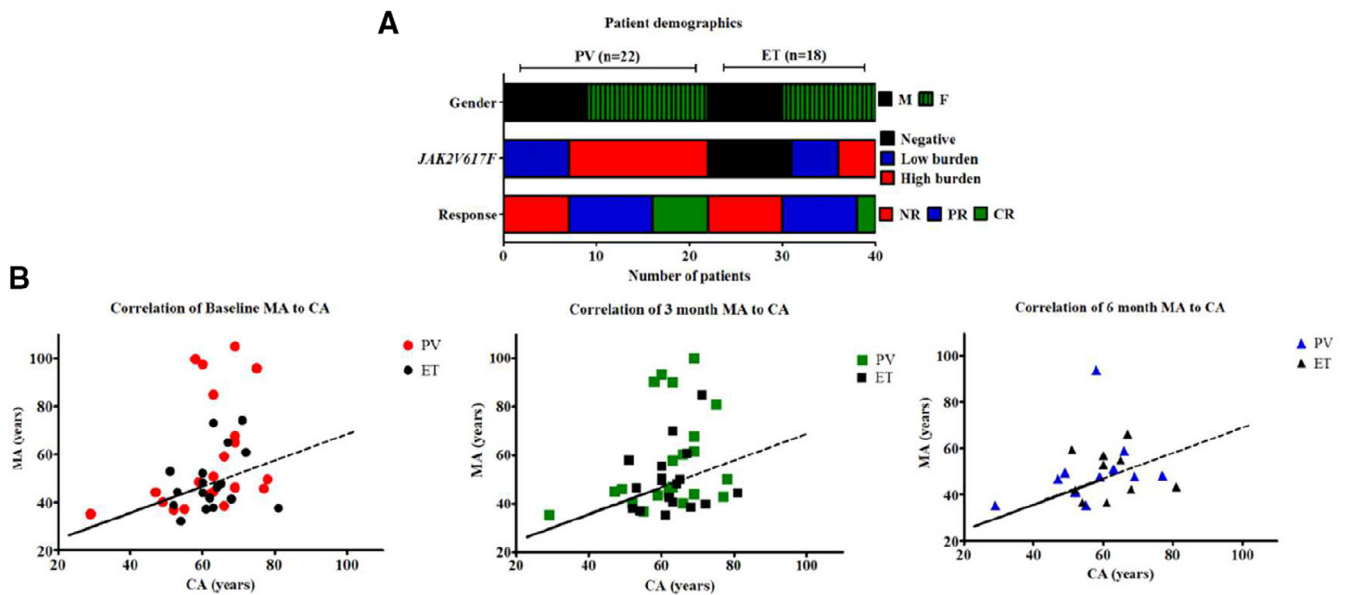 A
Patient demographics
PV (n=22) ET (n=18)
Gender M F
JAK2V617F Negative
Low burden
High burden
Response NR PR CR
0 10 20 30 40
Number of patients
B
Correlation of Baseline MA to CA
PV
ET
MA (years)
100
80
60
40
20
20 40 60 80 100
CA (years)
Correlation of 3 month MA to CA
PV
ET
MA (years)
100
80
60
40
20
20 40 60 80 100
CA (years)
Correlation of 6 month MA to CA
PV
ET
MA (years)
100
80
60
40
20
20 40 60 80 100
CA (years)